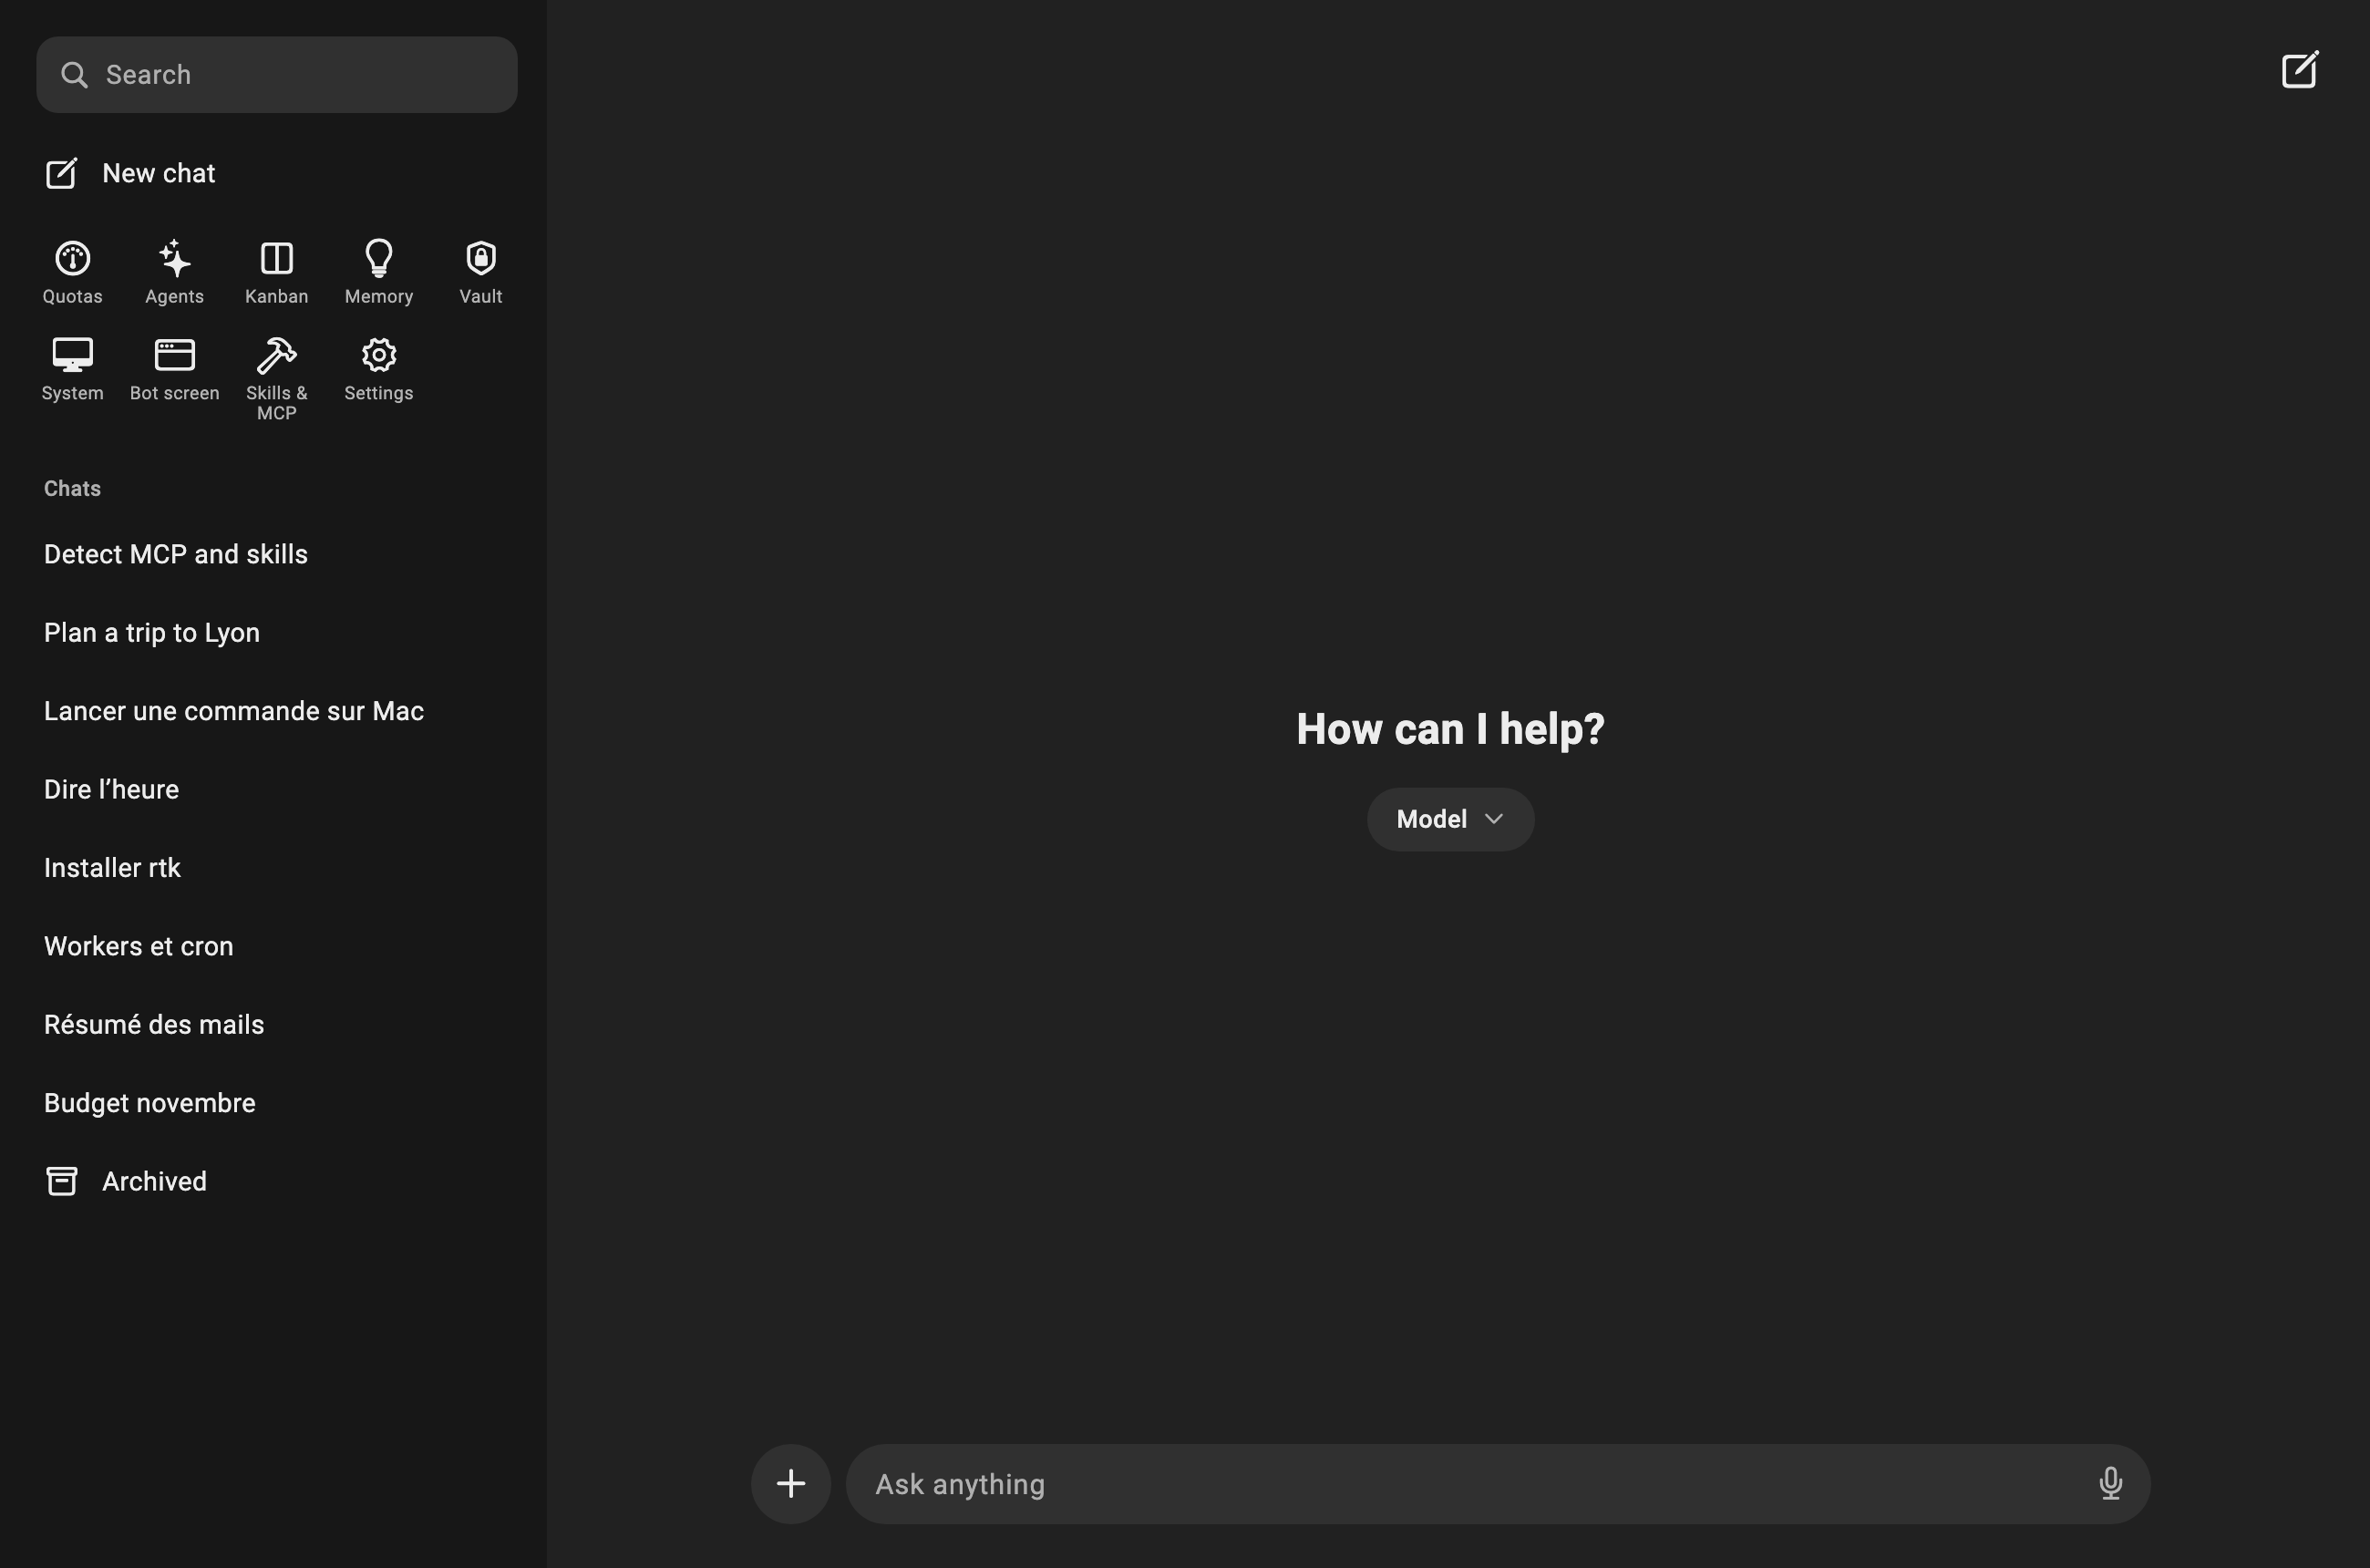 Search
New chat
Quotas
Agents
Kanban
Memory
Vault
System
Bot screen
Skills &
MCP
Settings
Chats
Detect MCP and skills
Plan a trip to Lyon
Lancer une commande sur Mac
Dire l’heure
Installer rtk
Workers et cron
Résumé des mails
Budget novembre
Archived
How can I help?
Model
Ask anything